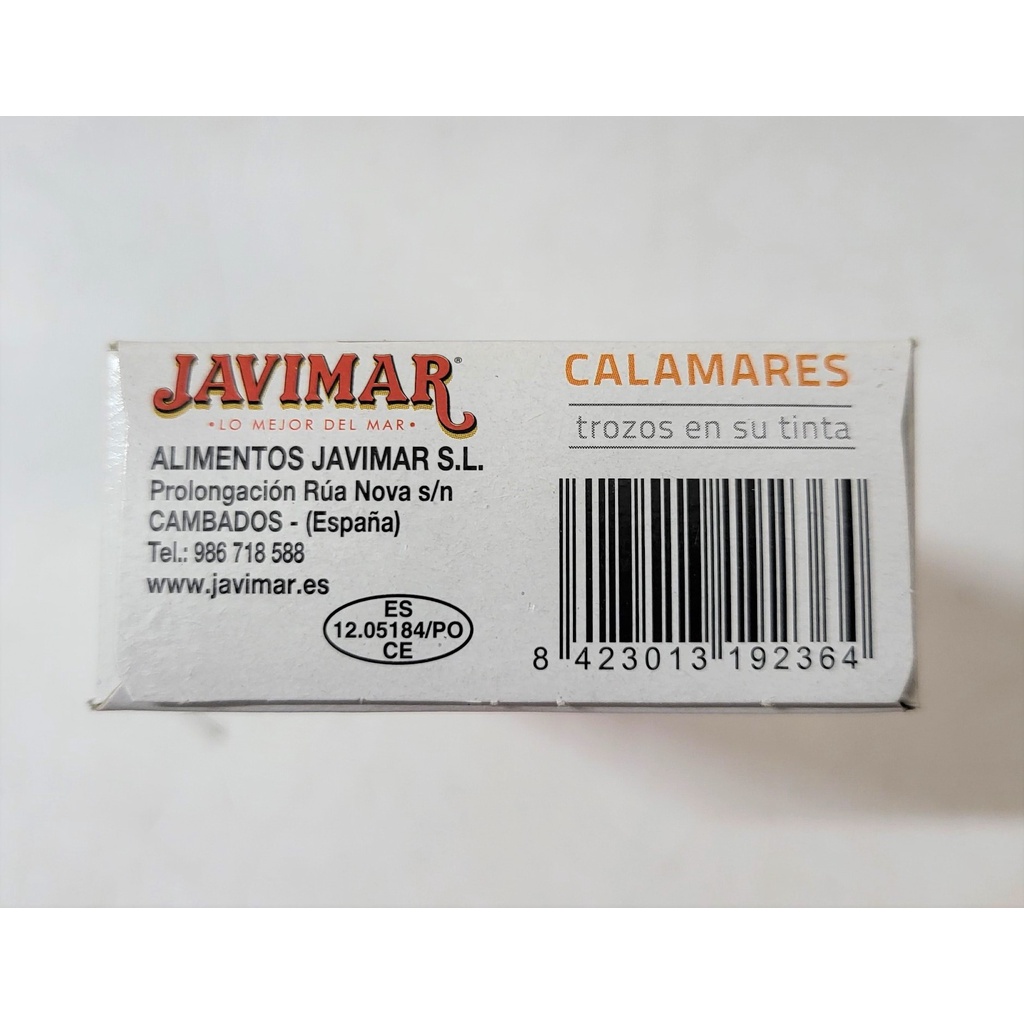 JAVIMAR®
•LO MEJOR DEL MAR•
ALIMENTOS JAVIMAR S.L.
Prolongación Rúa Nova s/n
CAMBADOS - (España)
Tel.: 986 718 588
www.javimar.es
ES
12.05184/PO
CE
CALAMARES
trozos en su tinta
8 423013 192364